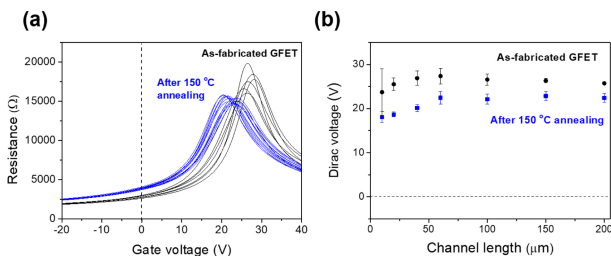 (a)
As-fabricated GFET
After 150 °C
annealing
Resistance (Ω)
20000
15000
10000
5000
0
-20
-10
0
10
20
30
40
Gate voltage (V)
(b)
As-fabricated GFET
After 150 °C annealing
Dirac voltage (V)
40
30
20
10
0
0
50
100
150
200
Channel length (μm)